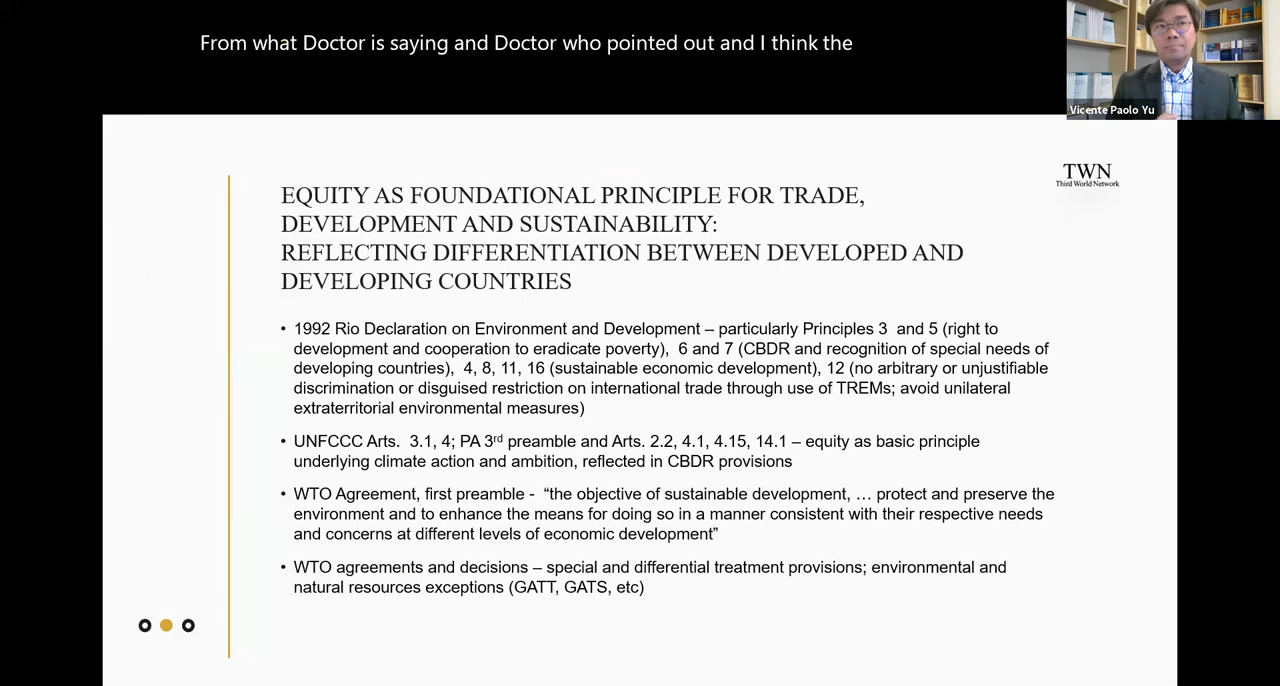 From what Doctor is saying and Doctor who pointed out and I think the
Vicente Paolo Yu
TWN
Third World Network
EQUITY AS FOUNDATIONAL PRINCIPLE FOR TRADE,
DEVELOPMENT AND SUSTAINABILITY:
REFLECTING DIFFERENTIATION BETWEEN DEVELOPED AND
DEVELOPING COUNTRIES
• 1992 Rio Declaration on Environment and Development – particularly Principles 3 and 5 (right to
development and cooperation to eradicate poverty), 6 and 7 (CBDR and recognition of special needs of
developing countries), 4, 8, 11, 16 (sustainable economic development), 12 (no arbitrary or unjustifiable
discrimination or disguised restriction on international trade through use of TREMs; avoid unilateral
extraterritorial environmental measures)
• UNFCCC Arts. 3.1, 4; PA 3rd preamble and Arts. 2.2, 4.1, 4.15, 14.1 – equity as basic principle
underlying climate action and ambition, reflected in CBDR provisions
• WTO Agreement, first preamble - “the objective of sustainable development, … protect and preserve the
environment and to enhance the means for doing so in a manner consistent with their respective needs
and concerns at different levels of economic development”
• WTO agreements and decisions – special and differential treatment provisions; environmental and
natural resources exceptions (GATT, GATS, etc)